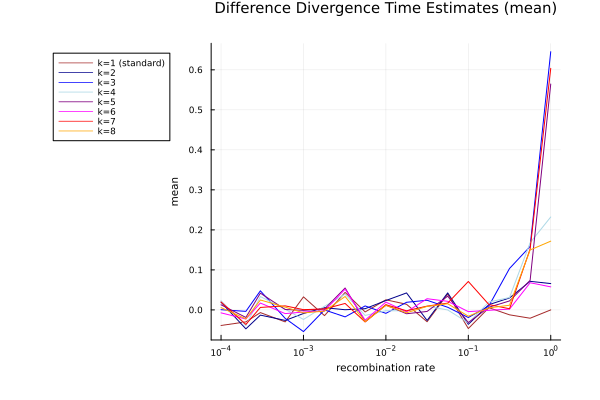 Difference Divergence Time Estimates (mean)
k=1 (standard)
k=2
k=3
k=4
k=5
k=6
k=7
k=8
mean
0.6
0.5
0.4
0.3
0.2
0.1
0.0
10⁻⁴ 10⁻³ 10⁻² 10⁻¹ 10⁰
recombination rate